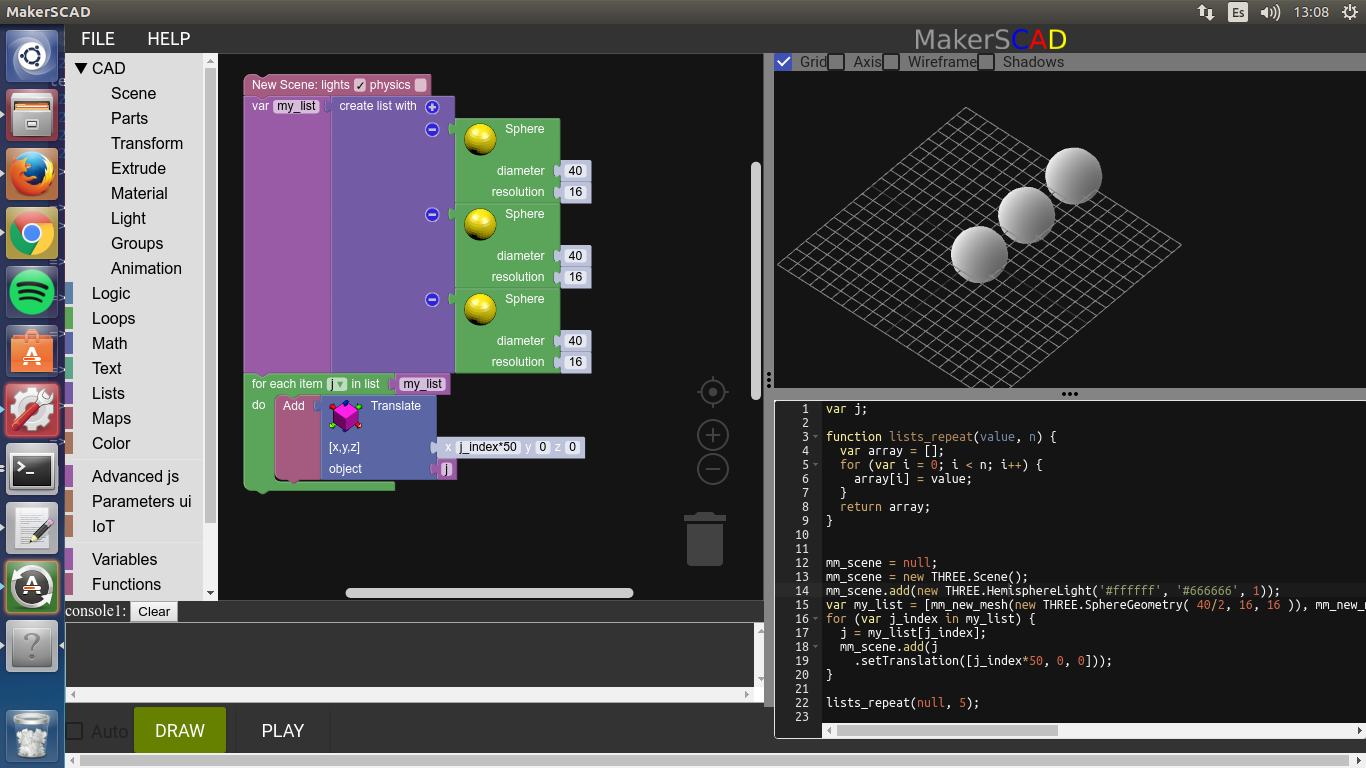 MakerSCAD
Es
13:08
FILE HELP
MakerSCAD
CAD
Scene
Parts
Transform
Extrude
Material
Light
Groups
Animation
Logic
Loops
Math
Text
Lists
Maps
Color
Advanced js
Parameters ui
IoT
Variables
Functions
New Scene: lights physics
var my_list create list with
Sphere
diameter 40
resolution 16
Sphere
diameter 40
resolution 16
Sphere
diameter 40
resolution 16
for each item j in list my_list
do Add Translate
[x,y,z] x j_index*50 y 0 z 0
object j
Grid Axis Wireframe Shadows
console1: Clear
Auto DRAW PLAY
1 var j;
2
3 function lists_repeat(value, n) {
4 var array = [];
5 for (var i = 0; i < n; i++) {
6 array[i] = value;
7 }
8 return array;
9 }
10
11
12 mm_scene = null;
13 mm_scene = new THREE.Scene();
14 mm_scene.add(new THREE.HemisphereLight('#ffffff', '#666666', 1));
15 var my_list = [mm_new_mesh(new THREE.SphereGeometry( 40/2, 16, 16 )), mm_new_
16 for (var j_index in my_list) {
17 j = my_list[j_index];
18 mm_scene.add(j
19 .setTranslation([j_index*50, 0, 0]));
20 }
21
22 lists_repeat(null, 5);
23